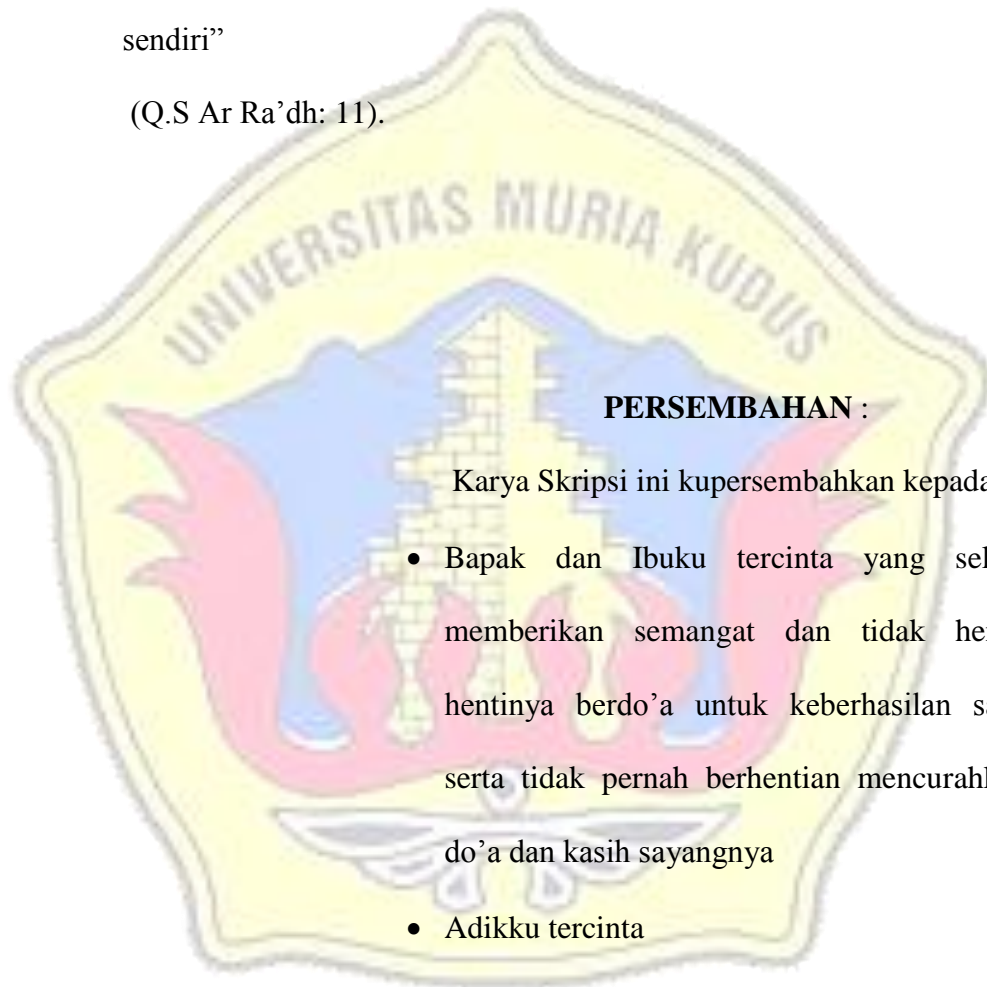 sendiri”
(Q.S Ar Ra’dh: 11).
UNIVERSITAS MURIA KUDUS
PERSEMBAHAN :
Karya Skripsi ini kupersembahkan kepada
• Bapak dan Ibuku tercinta yang
memberikan semangat dan tidak
hentinya berdo’a untuk keberhasilan
serta tidak pernah berhentian
do’a dan kasih sayangnya
• Adikku tercinta